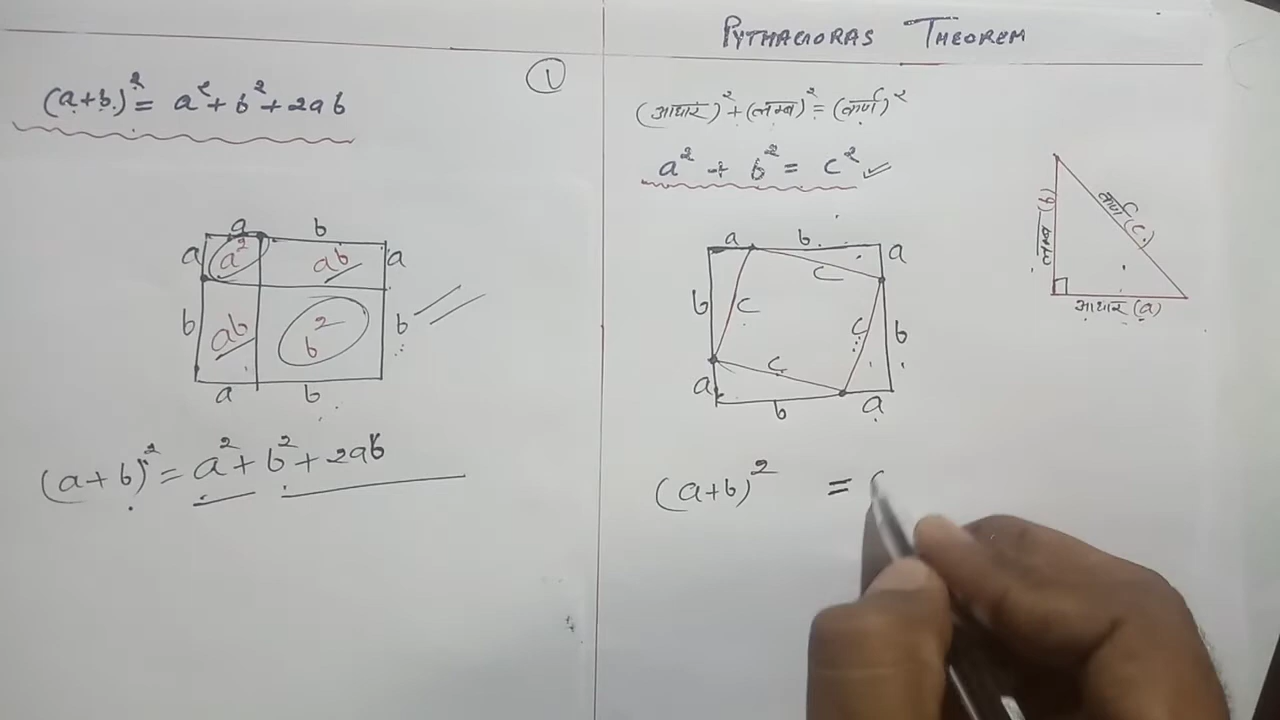 PYTHAGORAS THEOREM
①
(a+b)² = a² + b² + 2ab
a b
a a² ab a
b ab b² b
a b
(a+b)² = a² + b² + 2ab
(आधार)² + (लम्ब)² = (कर्ण)²
a² + b² = c²
a b a
c
b c c b
c
a b a
लम्ब (b)
कर्ण (c)
आधार (a)
(a+b)² =